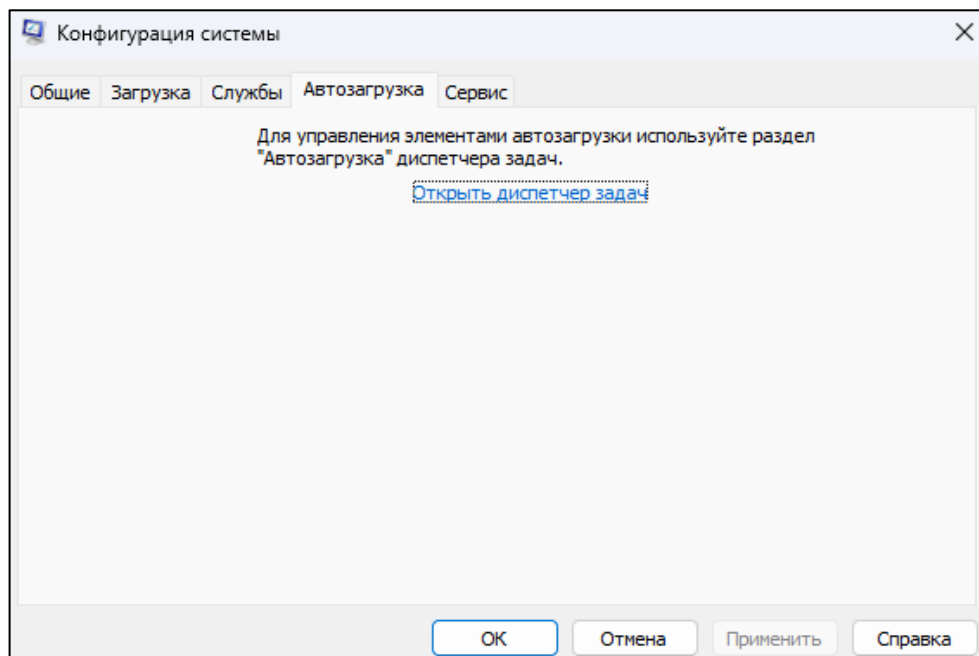 Конфигурация системы
Общие Загрузка Службы Автозагрузка Сервис
Для управления элементами автозагрузки используйте раздел
"Автозагрузка" диспетчера задач.
Открыть диспетчер задач
ОК Отмена Применить Справка